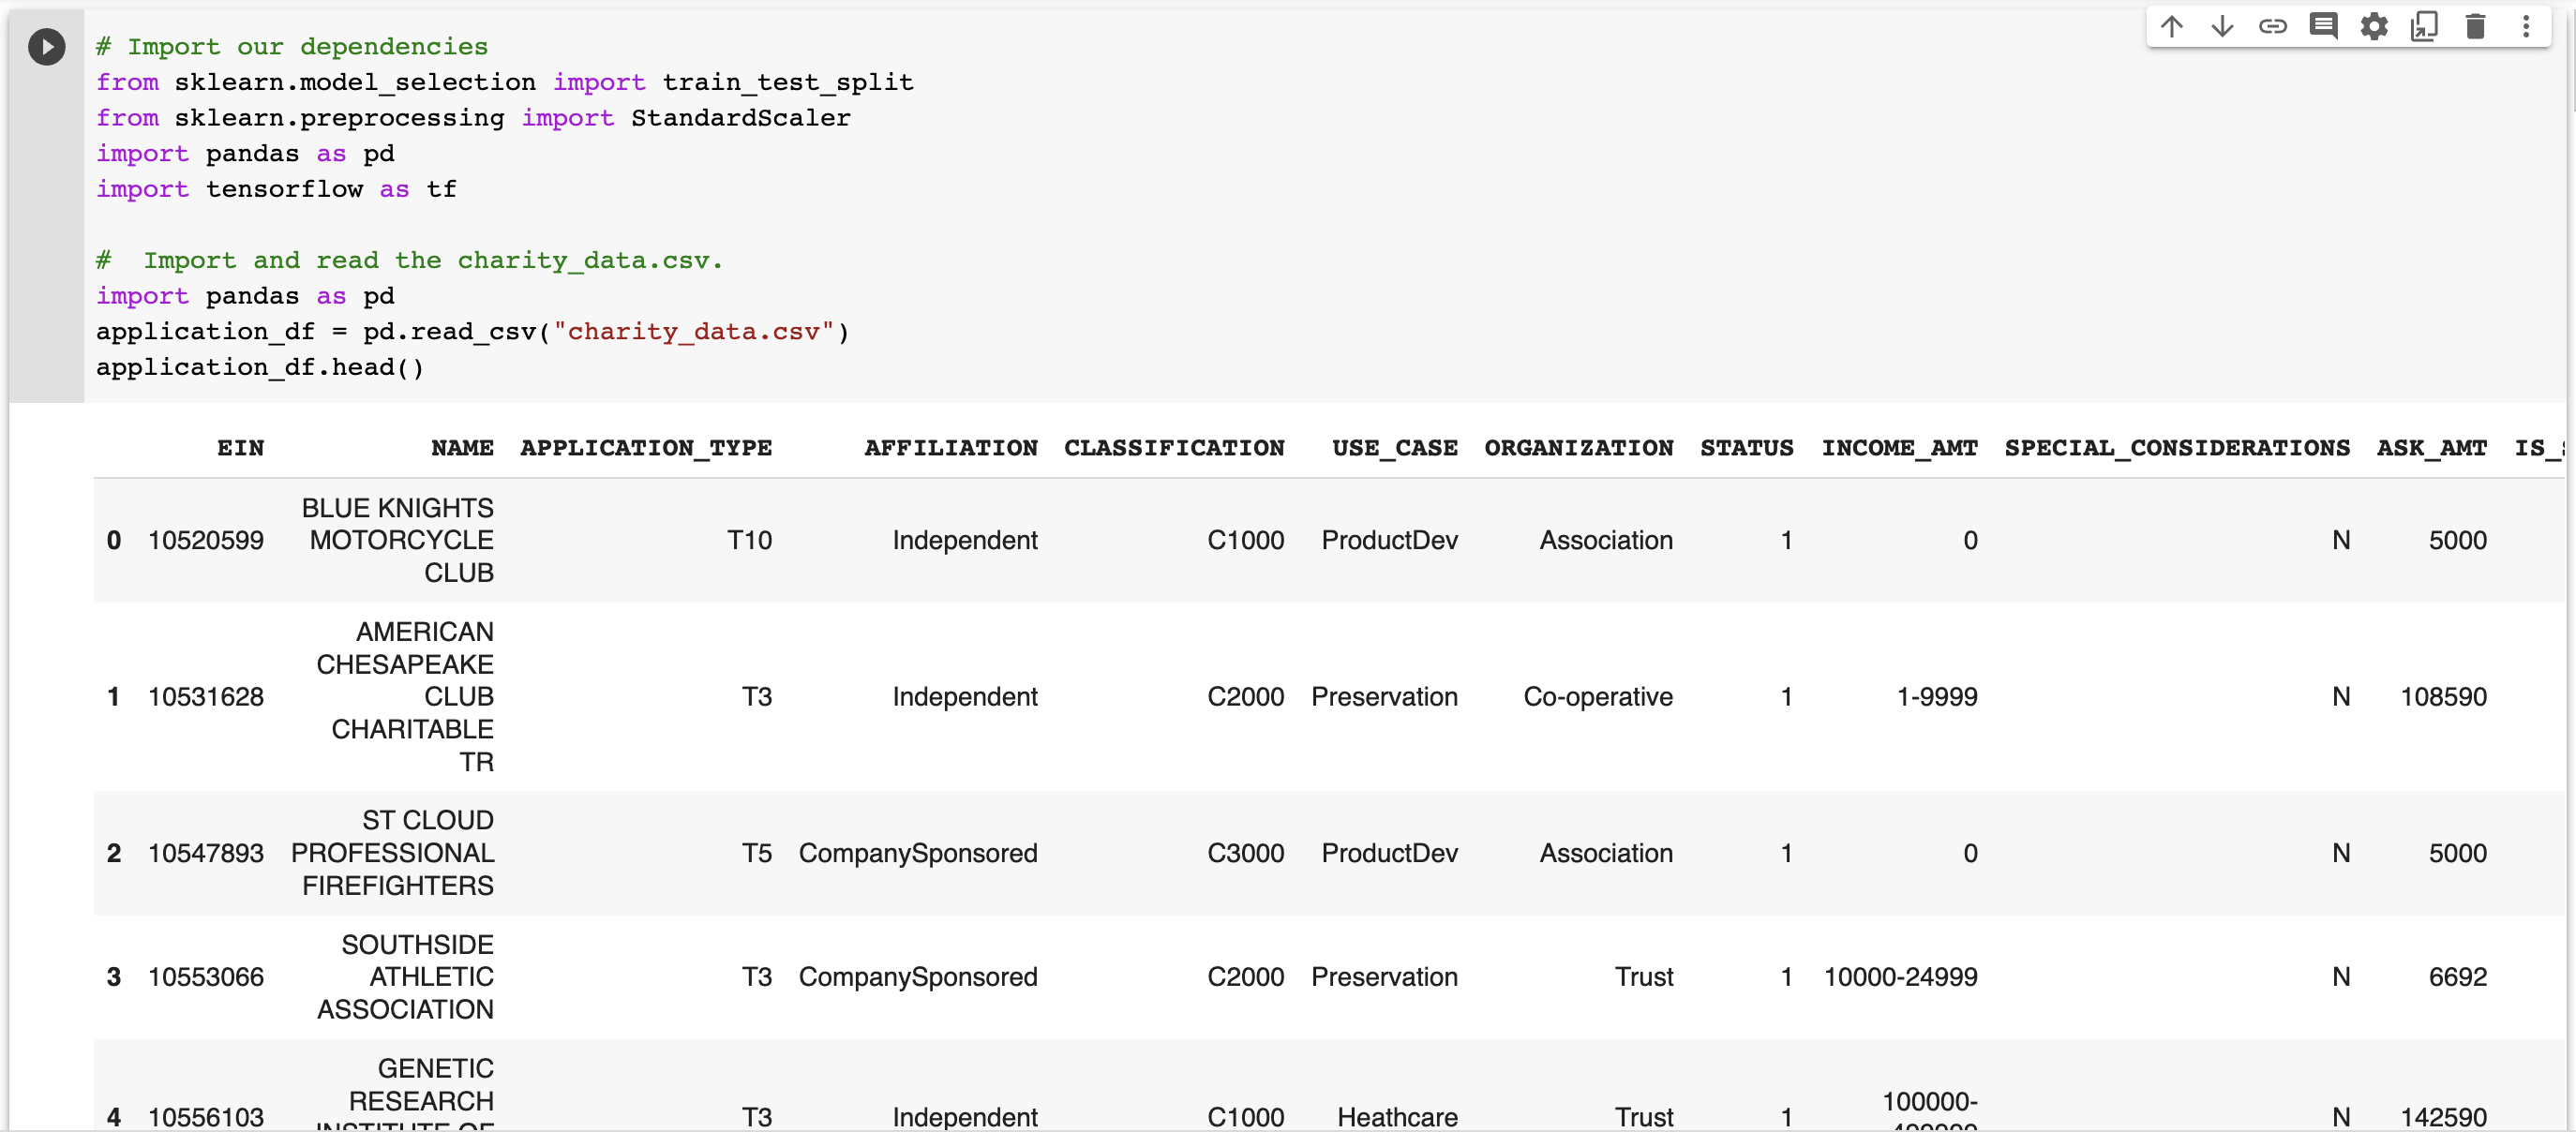 # Import our dependencies
from sklearn.model_selection import train_test_split
from sklearn.preprocessing import StandardScaler
import pandas as pd
import tensorflow as tf
#  Import and read the charity_data.csv.
import pandas as pd
application_df = pd.read_csv("charity_data.csv")
application_df.head()
EIN NAME APPLICATION_TYPE AFFILIATION CLASSIFICATION USE_CASE ORGANIZATION STATUS INCOME_AMT SPECIAL_CONSIDERATIONS ASK_AMT IS_
BLUE KNIGHTS
0 10520599 MOTORCYCLE T10 Independent C1000 ProductDev Association 1 0 N 5000
CLUB
AMERICAN
CHESAPEAKE
1 10531628 CLUB T3 Independent C2000 Preservation Co-operative 1 1-9999 N 108590
CHARITABLE
TR
ST CLOUD
2 10547893 PROFESSIONAL T5 CompanySponsored C3000 ProductDev Association 1 0 N 5000
FIREFIGHTERS
SOUTHSIDE
3 10553066 ATHLETIC T3 CompanySponsored C2000 Preservation Trust 1 10000-24999 N 6692
ASSOCIATION
GENETIC
RESEARCH 100000-
4 10556103 T3 Independent C1000 Heathcare Trust 1 N 142590
INSTITUTE OF